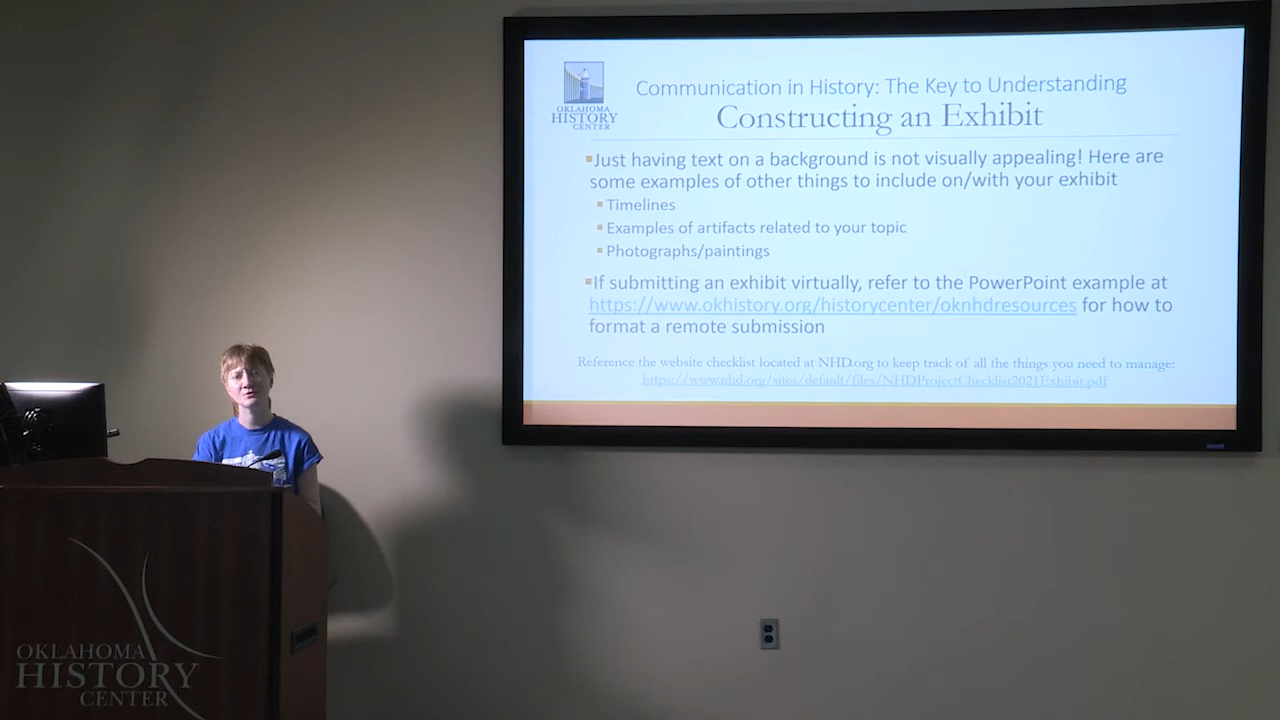 OKLAHOMA
HISTORY
CENTER
Communication in History: The Key to Understanding
Constructing an Exhibit
Just having text on a background is not visually appealing! Here are
some examples of other things to include on/with your exhibit
Timelines
Examples of artifacts related to your topic
Photographs/paintings
If submitting an exhibit virtually, refer to the PowerPoint example at
https://www.okhistory.org/historycenter/oknhdresources for how to
format a remote submission
Reference the website checklist located at NHD.org to keep track of all the things you need to manage:
https://www.nhd.org/sites/default/files/NHDProjectChecklist2021Exhibit.pdf
OKLAHOMA
HISTORY
CENTER